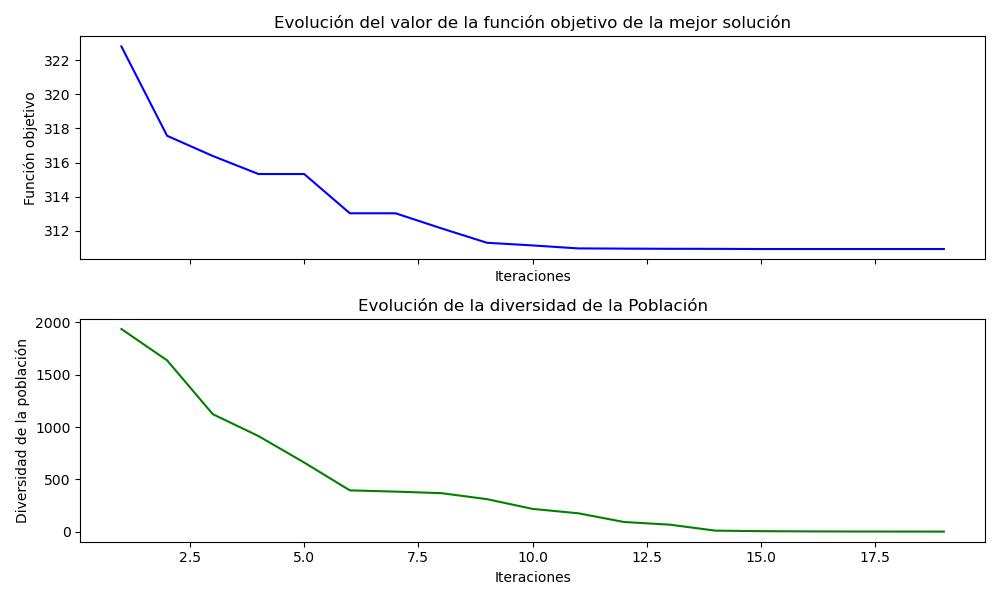 Evolución del valor de la función objetivo de la mejor solución
Función objetivo
322
320
318
316
314
312
Iteraciones
Evolución de la diversidad de la Población
Diversidad de la población
2000
1500
1000
500
0
2.5 5.0 7.5 10.0 12.5 15.0 17.5
Iteraciones